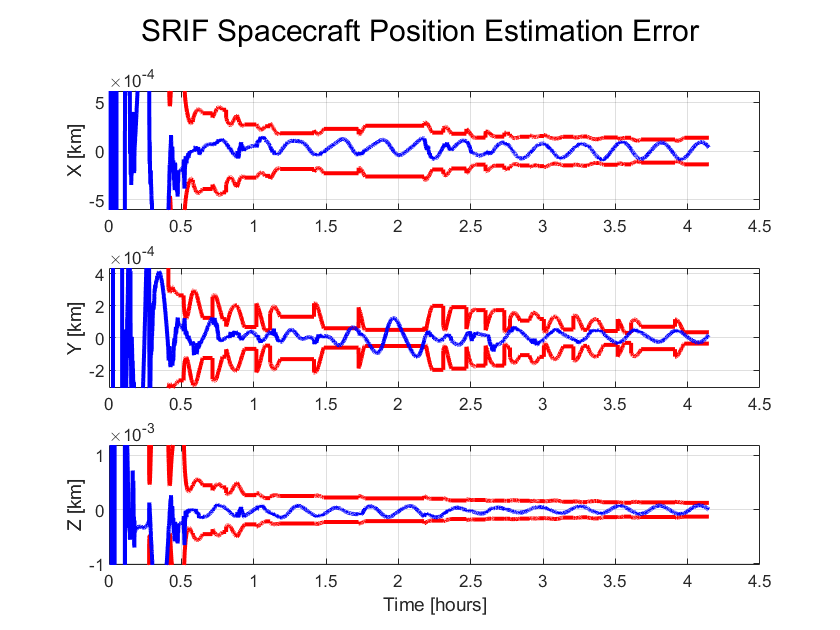 SRIF Spacecraft Position Estimation Error
×10-4
5
0
-5
X [km]
0 0.5 1 1.5 2 2.5 3 3.5 4 4.5
×10-4
4
2
0
-2
Y [km]
0 0.5 1 1.5 2 2.5 3 3.5 4 4.5
×10-3
1
0
-1
Z [km]
0 0.5 1 1.5 2 2.5 3 3.5 4 4.5
Time [hours]